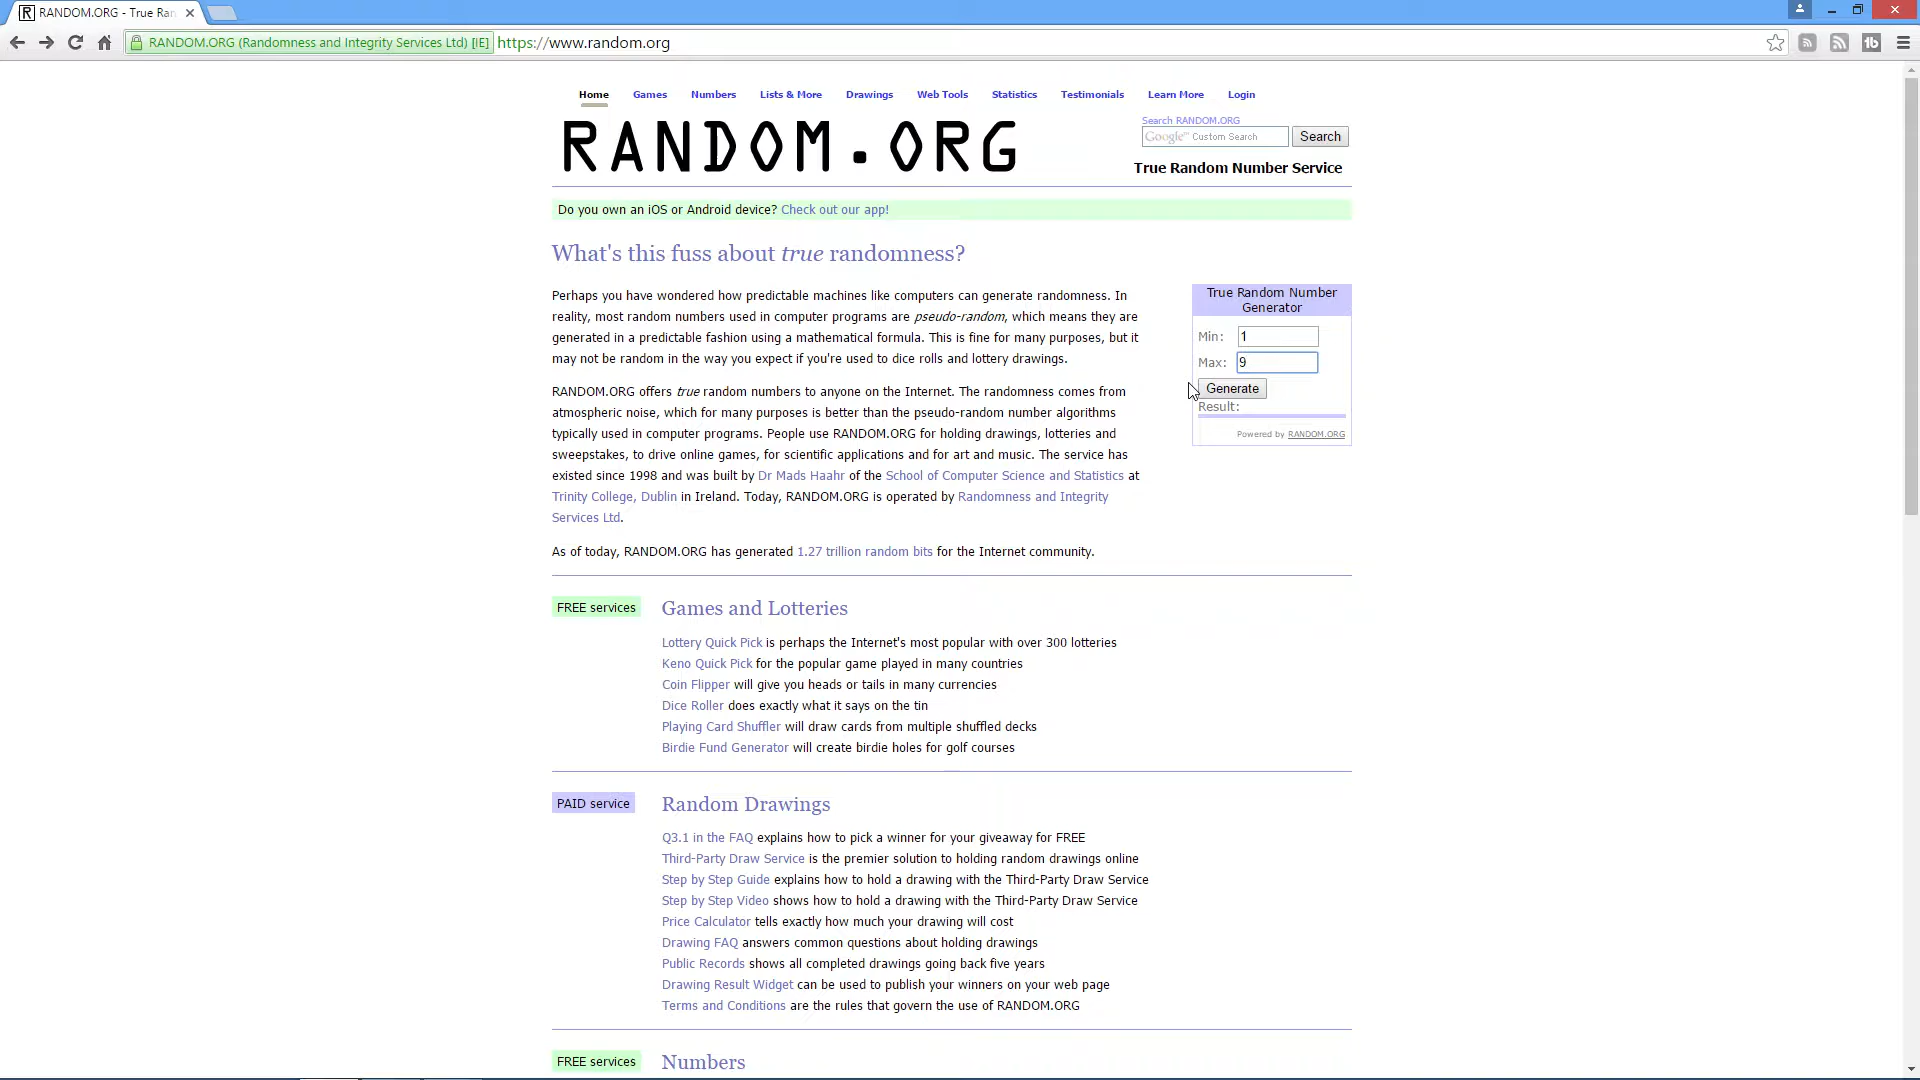 RANDOM.ORG - True Ran
RANDOM.ORG (Randomness and Integrity Services Ltd) [IE] https://www.random.org
Home Games Numbers Lists & More Drawings Web Tools Statistics Testimonials Learn More Login
RANDOM.ORG
Search RANDOM.ORG
Google™ Custom Search Search
True Random Number Service
Do you own an iOS or Android device? Check out our app!
What's this fuss about true randomness?
Perhaps you have wondered how predictable machines like computers can generate randomness. In
reality, most random numbers used in computer programs are pseudo-random, which means they are
generated in a predictable fashion using a mathematical formula. This is fine for many purposes, but it
may not be random in the way you expect if you're used to dice rolls and lottery drawings.
RANDOM.ORG offers true random numbers to anyone on the Internet. The randomness comes from
atmospheric noise, which for many purposes is better than the pseudo-random number algorithms
typically used in computer programs. People use RANDOM.ORG for holding drawings, lotteries and
sweepstakes, to drive online games, for scientific applications and for art and music. The service has
existed since 1998 and was built by Dr Mads Haahr of the School of Computer Science and Statistics at
Trinity College, Dublin in Ireland. Today, RANDOM.ORG is operated by Randomness and Integrity
Services Ltd.
As of today, RANDOM.ORG has generated 1.27 trillion random bits for the Internet community.
True Random Number
Generator
Min: 1
Max: 9
Generate
Result:
Powered by RANDOM.ORG
FREE services Games and Lotteries
Lottery Quick Pick is perhaps the Internet's most popular with over 300 lotteries
Keno Quick Pick for the popular game played in many countries
Coin Flipper will give you heads or tails in many currencies
Dice Roller does exactly what it says on the tin
Playing Card Shuffler will draw cards from multiple shuffled decks
Birdie Fund Generator will create birdie holes for golf courses
PAID service Random Drawings
Q3.1 in the FAQ explains how to pick a winner for your giveaway for FREE
Third-Party Draw Service is the premier solution to holding random drawings online
Step by Step Guide explains how to hold a drawing with the Third-Party Draw Service
Step by Step Video shows how to hold a drawing with the Third-Party Draw Service
Price Calculator tells exactly how much your drawing will cost
Drawing FAQ answers common questions about holding drawings
Public Records shows all completed drawings going back five years
Drawing Result Widget can be used to publish your winners on your web page
Terms and Conditions are the rules that govern the use of RANDOM.ORG
FREE services Numbers